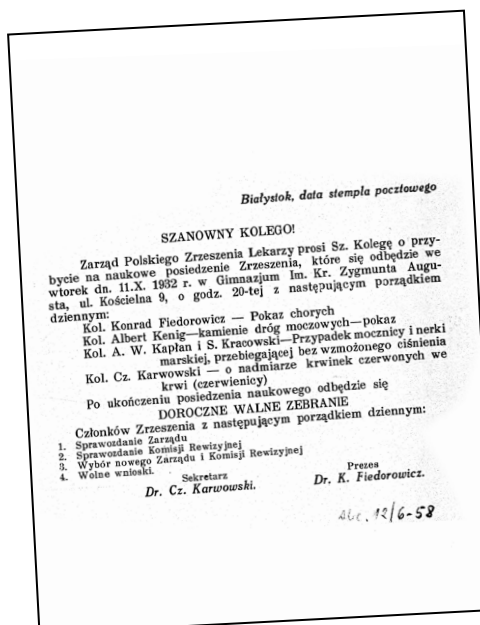 Białystok, data stempla pocztowego
SZANOWNY KOLEGO!
Zarząd Polskiego Zrzeszenia Lekarzy prosi Sz. Kolegę o przy-
bycie na naukowe posiedzenie Zrzeszenia, które się odbędzie we
wtorek dn. 11.X. 1932 r. w Gimnazjum Im. Kr. Zygmunta Augu-
sta, ul. Kościelna 9, o godz. 20-tej z następującym porządkiem
dziennym:
Kol. Konrad Fiedorowicz — Pokaz chorych
Kol. Albert Kenig—kamienie dróg moczowych—pokaz
Kol. A. W. Kapłan i S. Kracowski—Przypadek mocznicy i nerki
marskiej, przebiegającej bez wzmożonego ciśnienia
Kol. Cz. Karwowski — o nadmiarze krwinek czerwonych we
krwi (czerwienicy)
Po ukończeniu posiedzenia naukowego odbędzie się
DOROCZNE WALNE ZEBRANIE
Członków Zrzeszenia z następującym porządkiem dziennym:
1. Sprawozdanie Zarządu
2. Sprawozdanie Komisji Rewizyjnej
3. Wybór nowego Zarządu i Komisji Rewizyjnej
4. Wolne wnioski.
Sekretarz Prezes
Dr. Cz. Karwowski. Dr. K. Fiedorowicz.
12/6-58